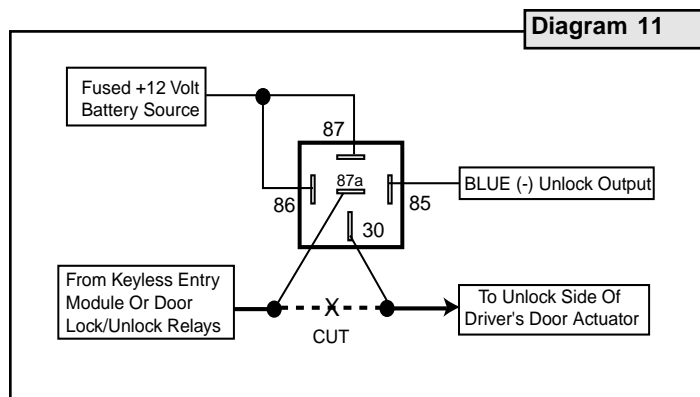 Diagram 11
Fused +12 Volt
Battery Source
87
87a
86
85
30
BLUE (-) Unlock Output
From Keyless Entry
Module Or Door
Lock/Unlock Relays
X
CUT
To Unlock Side Of
Driver's Door Actuator